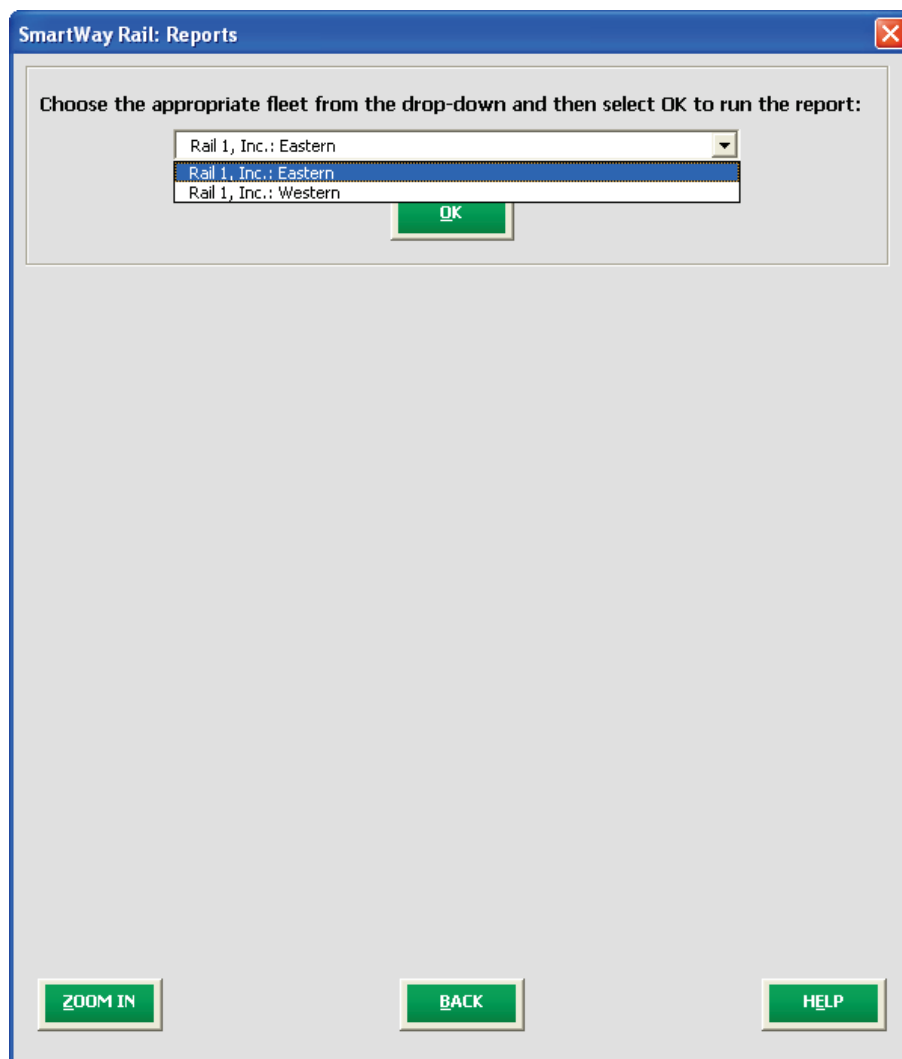 SmartWay Rail: Reports
Choose the appropriate fleet from the drop-down and then select OK to run the report:
Rail 1, Inc.: Eastern
Rail 1, Inc.: Eastern
Rail 1, Inc.: Western
OK
ZOOM IN
BACK
HELP